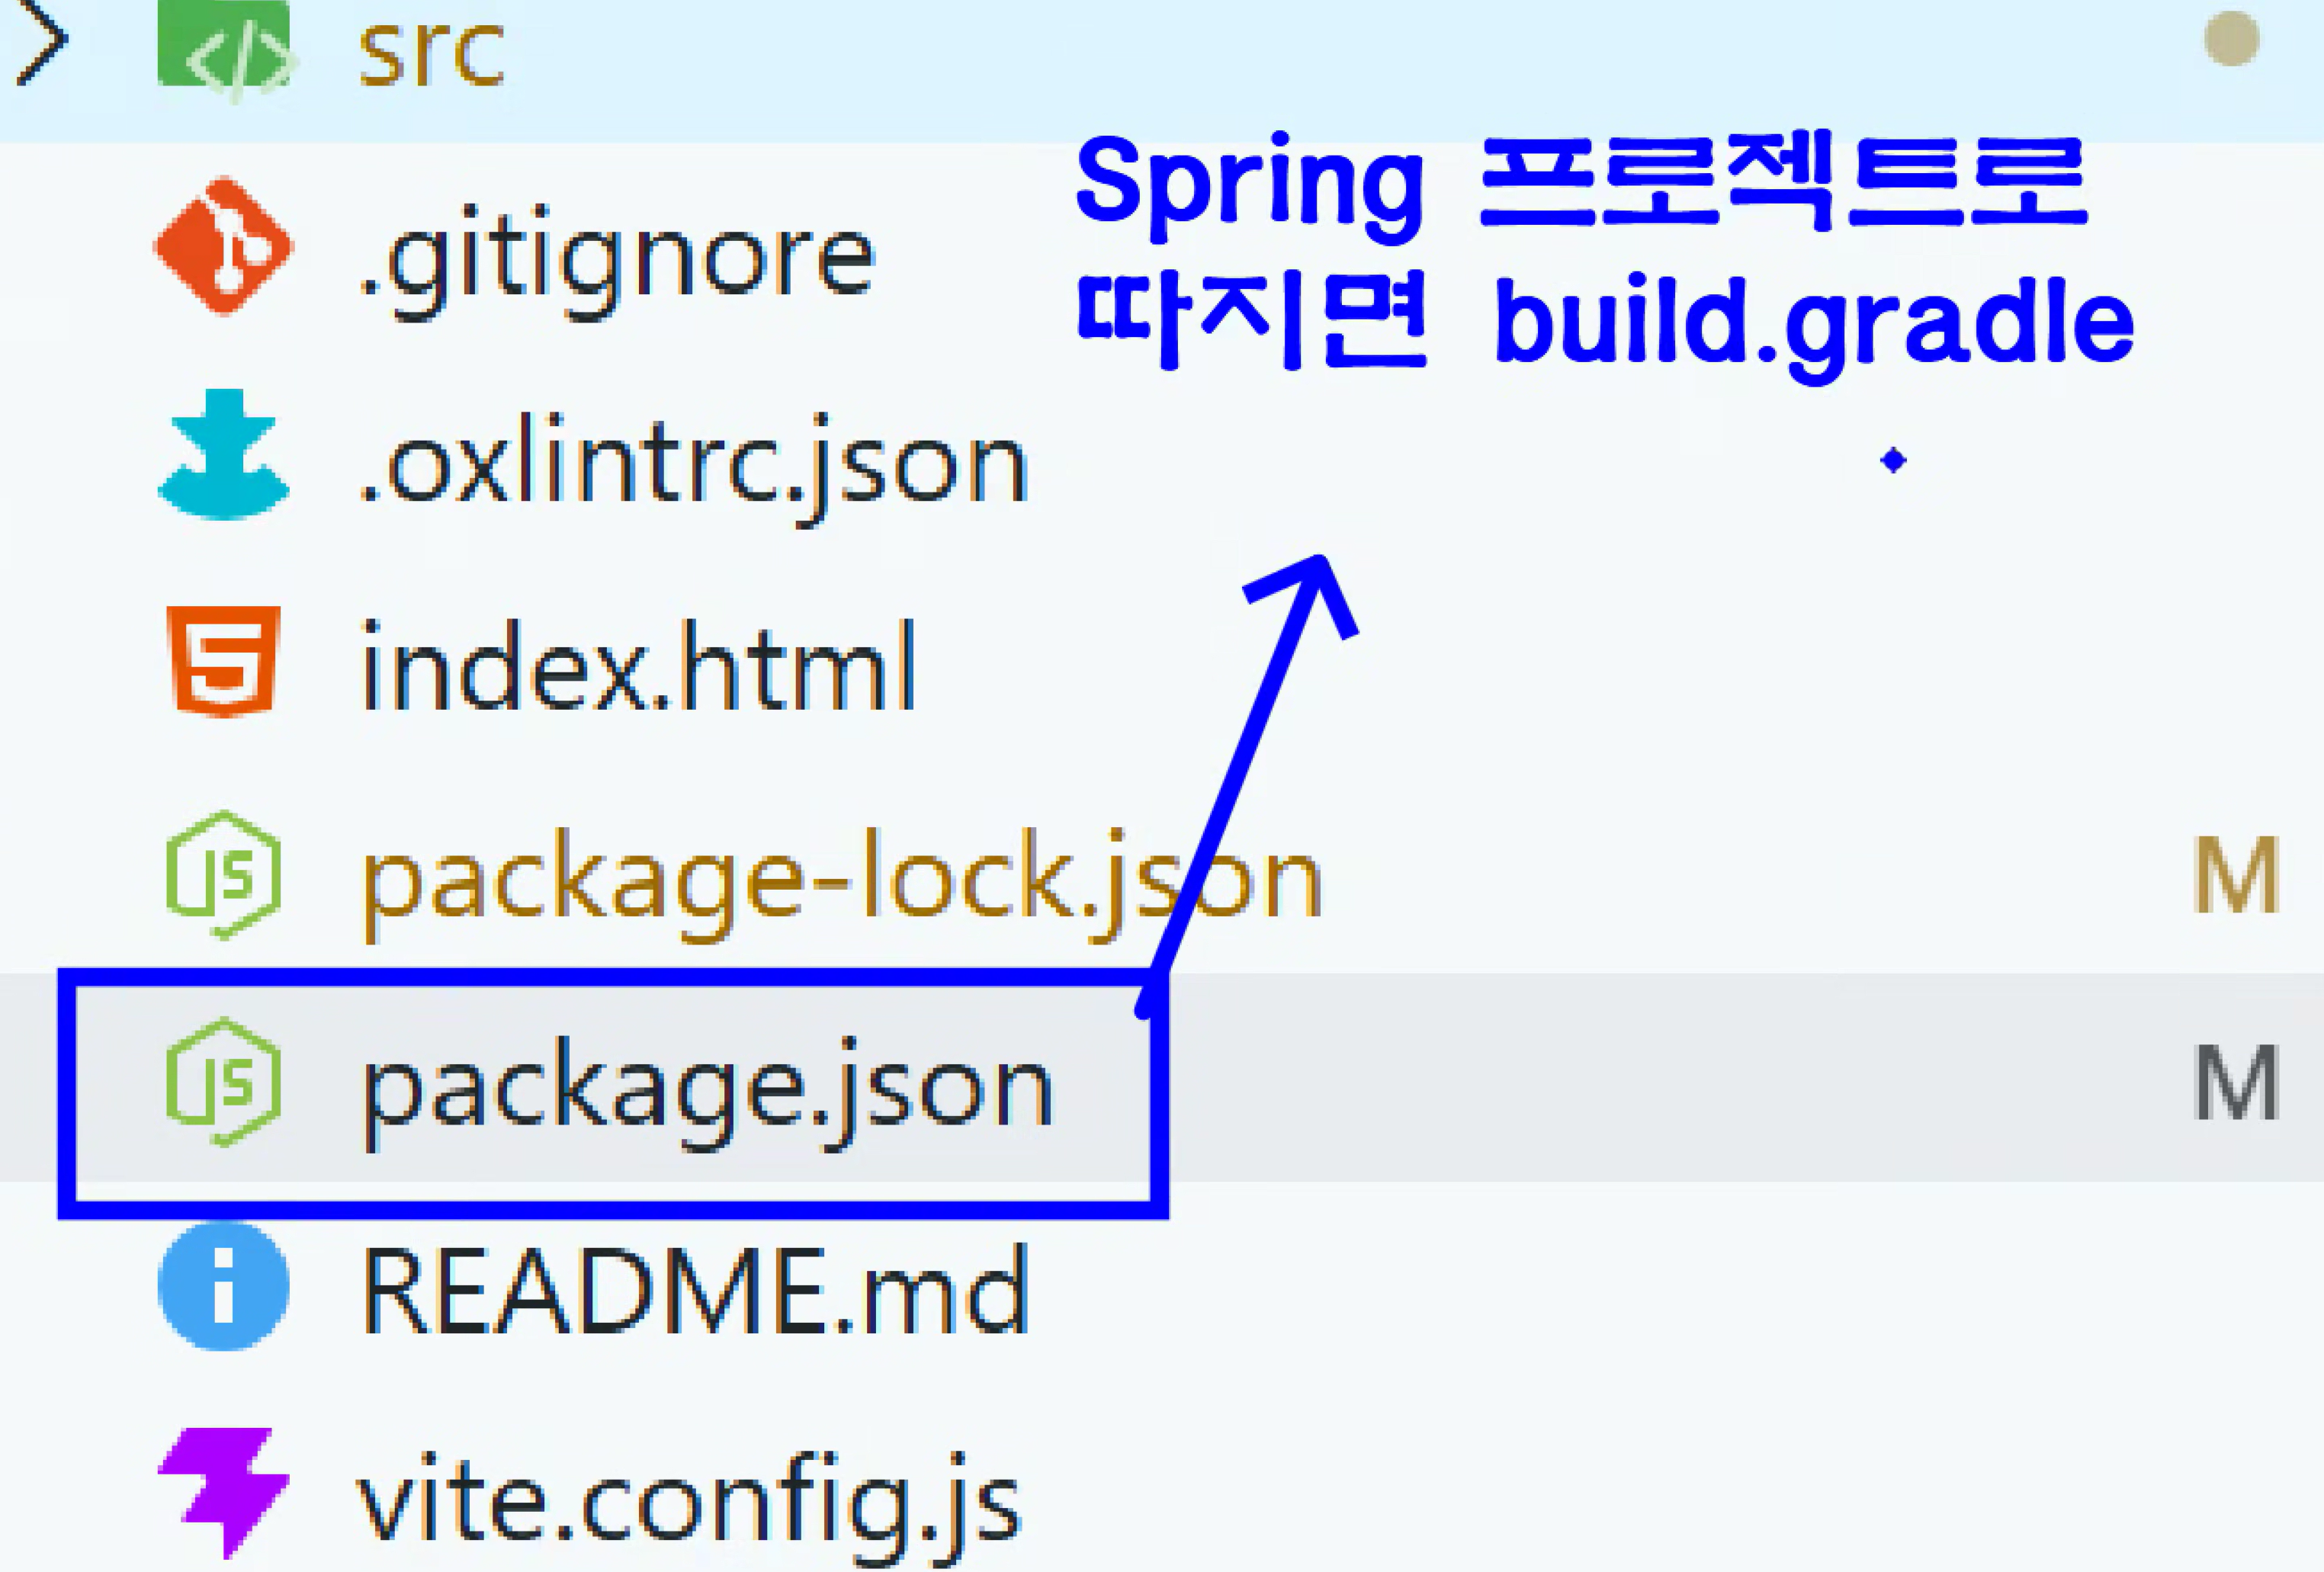 src
Spring 프로젝트로
따지면 build.gradle
.gitignore
.oxlintrc.json
index.html
package-lock.json M
package.json M
README.md
vite.config.js